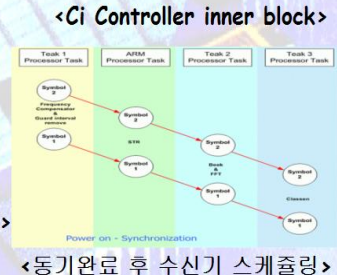 <Ci Controller inner block>
Teak 1
Processor Task
ARM
Processor Task
Teak 2
Processor Task
Teak 3
Processor Task
Symbol
2
Frequency
Compensator
&
Guard interval
remove
Symbol
1
Symbol
2
STR
Symbol
1
Symbol
2
&
FFT
Symbol
1
Symbol
2
Symbol
1
>
Power on - Synchronization
<동기완료 후 수신기 스케쥴링>